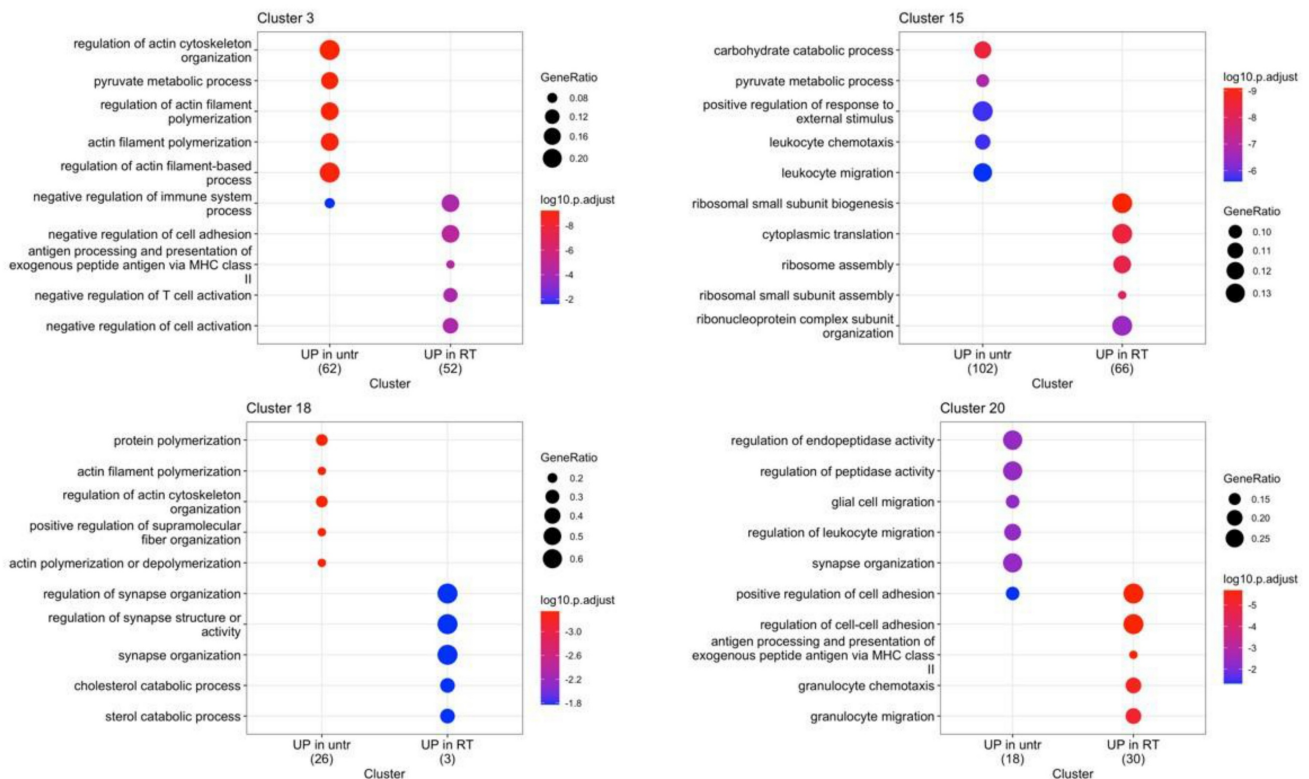 Cluster 3
regulation of actin cytoskeleton
organization
pyruvate metabolic process
regulation of actin filament
polymerization
actin filament polymerization
regulation of actin filament-based
process
negative regulation of immune system
process
negative regulation of cell adhesion
antigen processing and presentation of
exogenous peptide antigen via MHC class
II
negative regulation of T cell activation
negative regulation of cell activation
UP in untr
(62)
UP in RT
(52)
Cluster
GeneRatio
0.08
0.12
0.16
0.20
log10.p.adjust
-8
-6
-4
-2
Cluster 15
carbohydrate catabolic process
pyruvate metabolic process
positive regulation of response to
external stimulus
leukocyte chemotaxis
leukocyte migration
ribosomal small subunit biogenesis
cytoplasmic translation
ribosome assembly
ribosomal small subunit assembly
ribonucleoprotein complex subunit
organization
UP in untr
(102)
UP in RT
(66)
Cluster
log10.p.adjust
-9
-8
-7
-6
GeneRatio
0.10
0.11
0.12
0.13
Cluster 18
protein polymerization
actin filament polymerization
regulation of actin cytoskeleton
organization
positive regulation of supramolecular
fiber organization
actin polymerization or depolymerization
regulation of synapse organization
regulation of synapse structure or
activity
synapse organization
cholesterol catabolic process
sterol catabolic process
UP in untr
(26)
UP in RT
(3)
Cluster
GeneRatio
0.2
0.3
0.4
0.5
0.6
log10.p.adjust
-3.0
-2.6
-2.2
-1.8
Cluster 20
regulation of endopeptidase activity
regulation of peptidase activity
glial cell migration
regulation of leukocyte migration
synapse organization
positive regulation of cell adhesion
regulation of cell-cell adhesion
antigen processing and presentation of
exogenous peptide antigen via MHC class
II
granulocyte chemotaxis
granulocyte migration
UP in untr
(18)
UP in RT
(30)
Cluster
GeneRatio
0.15
0.20
0.25
log10.p.adjust
-5
-4
-3
-2